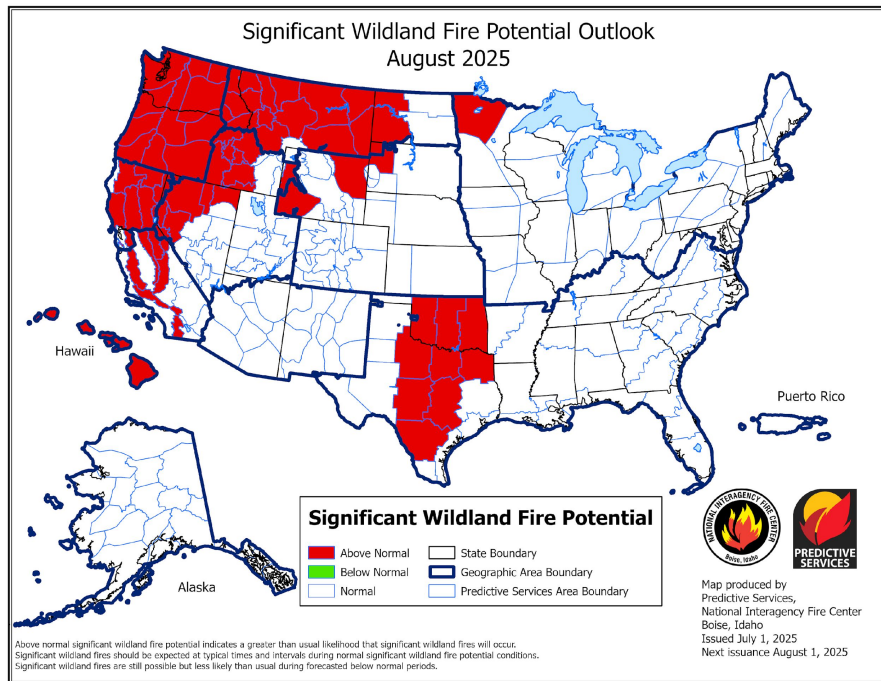 Significant Wildland Fire Potential Outlook
August 2025
Hawaii
Puerto Rico
Alaska
Significant Wildland Fire Potential
Above Normal
State Boundary
Below Normal
Geographic Area Boundary
Normal
Predictive Services Area Boundary
NATIONAL INTERAGENCY FIRE CENTER
Boise, Idaho
PREDICTIVE
SERVICES
Map produced by
Predictive Services,
National Interagency Fire Center
Boise, Idaho
Issued July 1, 2025
Next issuance August 1, 2025
Above normal significant wildland fire potential indicates a greater than usual likelihood that significant wildland fires will occur.
Significant wildland fires should be expected at typical times and intervals during normal significant wildland fire potential conditions.
Significant wildland fires are still possible but less likely than usual during forecasted below normal periods.